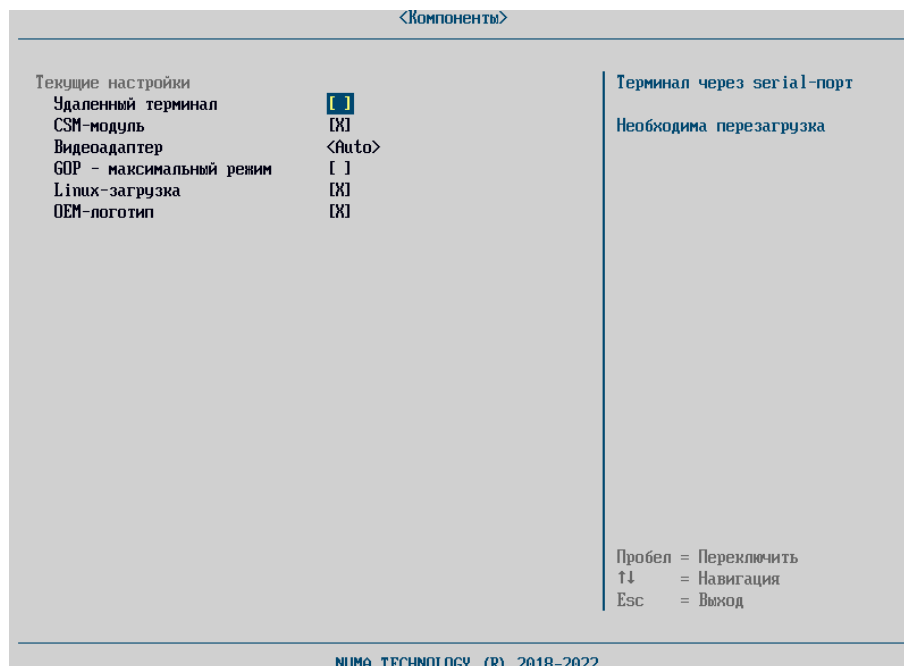 <Компоненты>
Текущие настройки
Удаленный терминал [ ]
CSM-модуль [X]
Видеоадаптер <Auto>
GOP - максимальный режим [ ]
Linux-загрузка [X]
OEM-логотип [X]
Терминал через serial-порт
Необходима перезагрузка
Пробел = Переключить
↑↓ = Навигация
Esc = Выход
NUMA TECHNOLOGY (R) 2018-2022